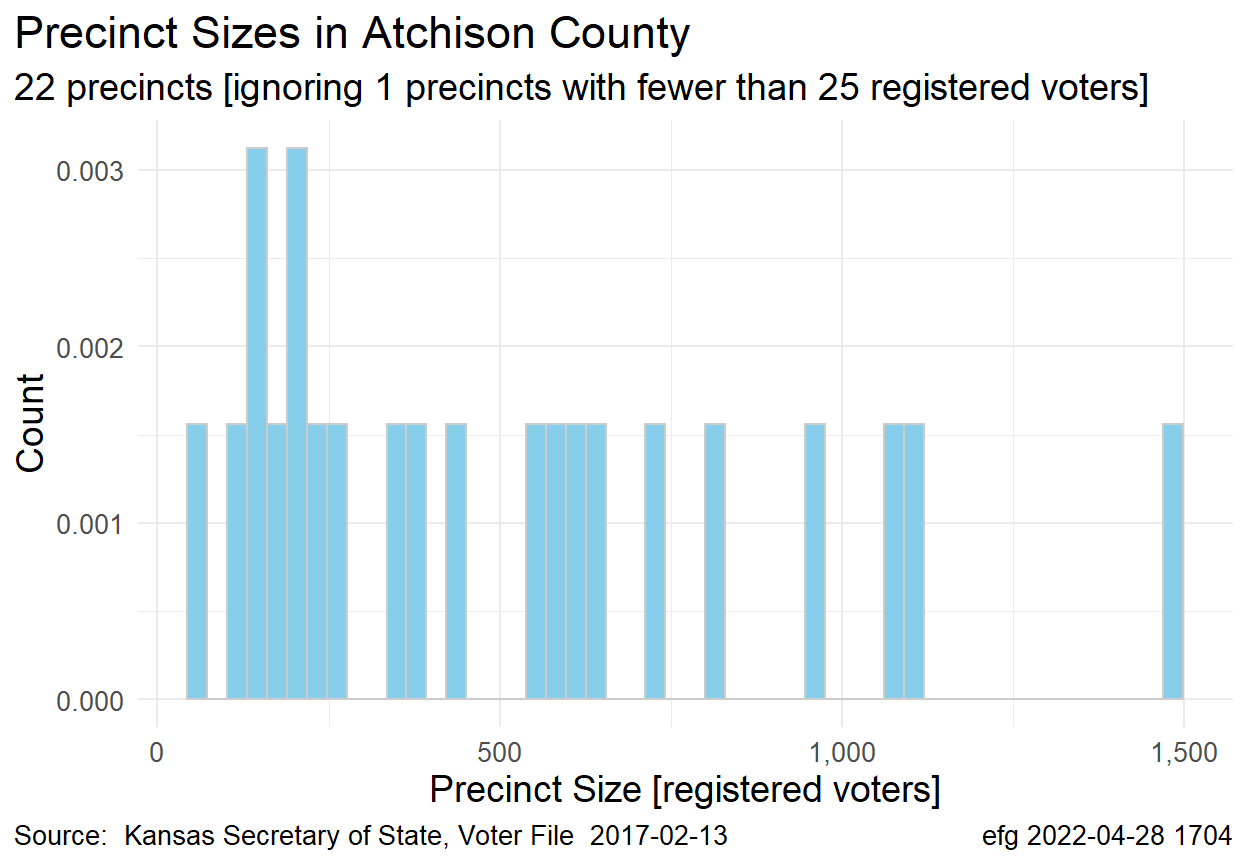 Precinct Sizes in Atchison County
22 precincts [ignoring 1 precincts with fewer than 25 registered voters]
0.003
0.002
0.001
0.000
Count
0 500 1,000 1,500
Precinct Size [registered voters]
Source:  Kansas Secretary of State, Voter File  2017-02-13 efg 2022-04-28 1704